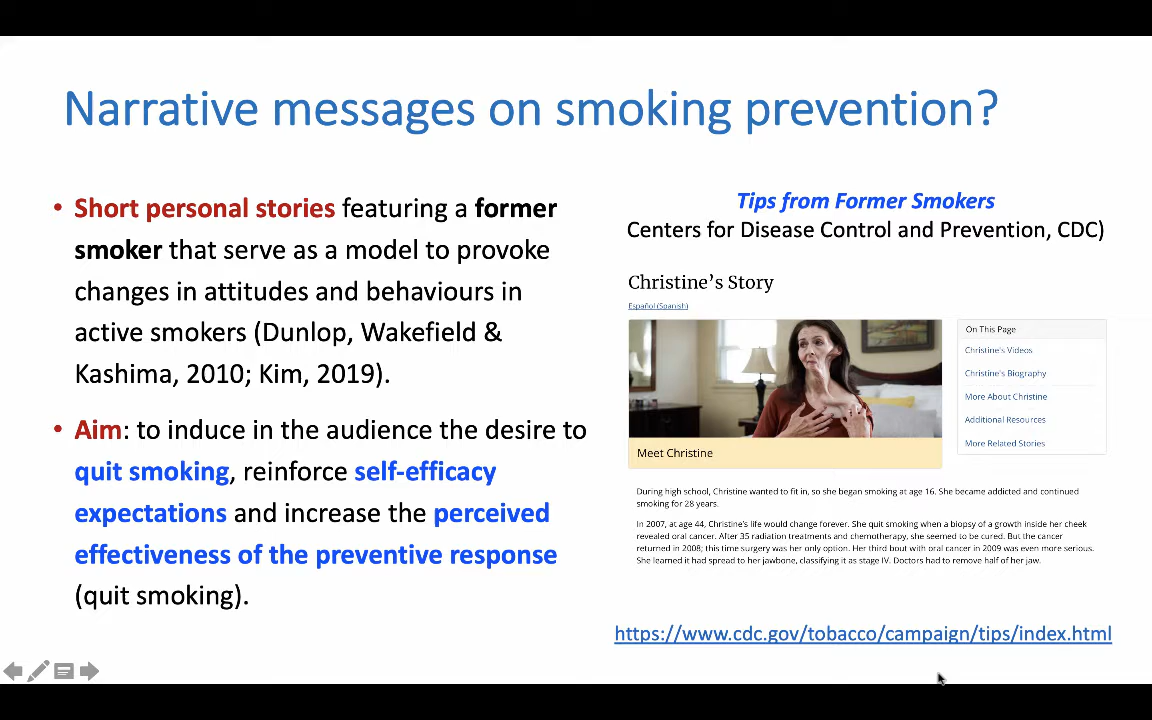 Narrative messages on smoking prevention?
• Short personal stories featuring a former
smoker that serve as a model to provoke
changes in attitudes and behaviours in
active smokers (Dunlop, Wakefield &
Kashima, 2010; Kim, 2019).
• Aim: to induce in the audience the desire to
quit smoking, reinforce self-efficacy
expectations and increase the perceived
effectiveness of the preventive response
(quit smoking).
Tips from Former Smokers
Centers for Disease Control and Prevention, CDC)
Christine's Story
Español (Spanish)
Meet Christine
On This Page
Christine's Videos
Christine's Biography
More About Christine
Additional Resources
More Related Stories
During high school, Christine wanted to fit in, so she began smoking at age 16. She became addicted and continued
smoking for 28 years.
In 2007, at age 44, Christine's life would change forever. She quit smoking when a biopsy of a growth inside her cheek
revealed oral cancer. After 35 radiation treatments and chemotherapy, she seemed to be cured. But the cancer
returned in 2008; this time surgery was her only option. Her third bout with oral cancer in 2009 was even more serious.
She learned it had spread to her jawbone, classifying it as stage IV. Doctors had to remove half of her jaw.
https://www.cdc.gov/tobacco/campaign/tips/index.html